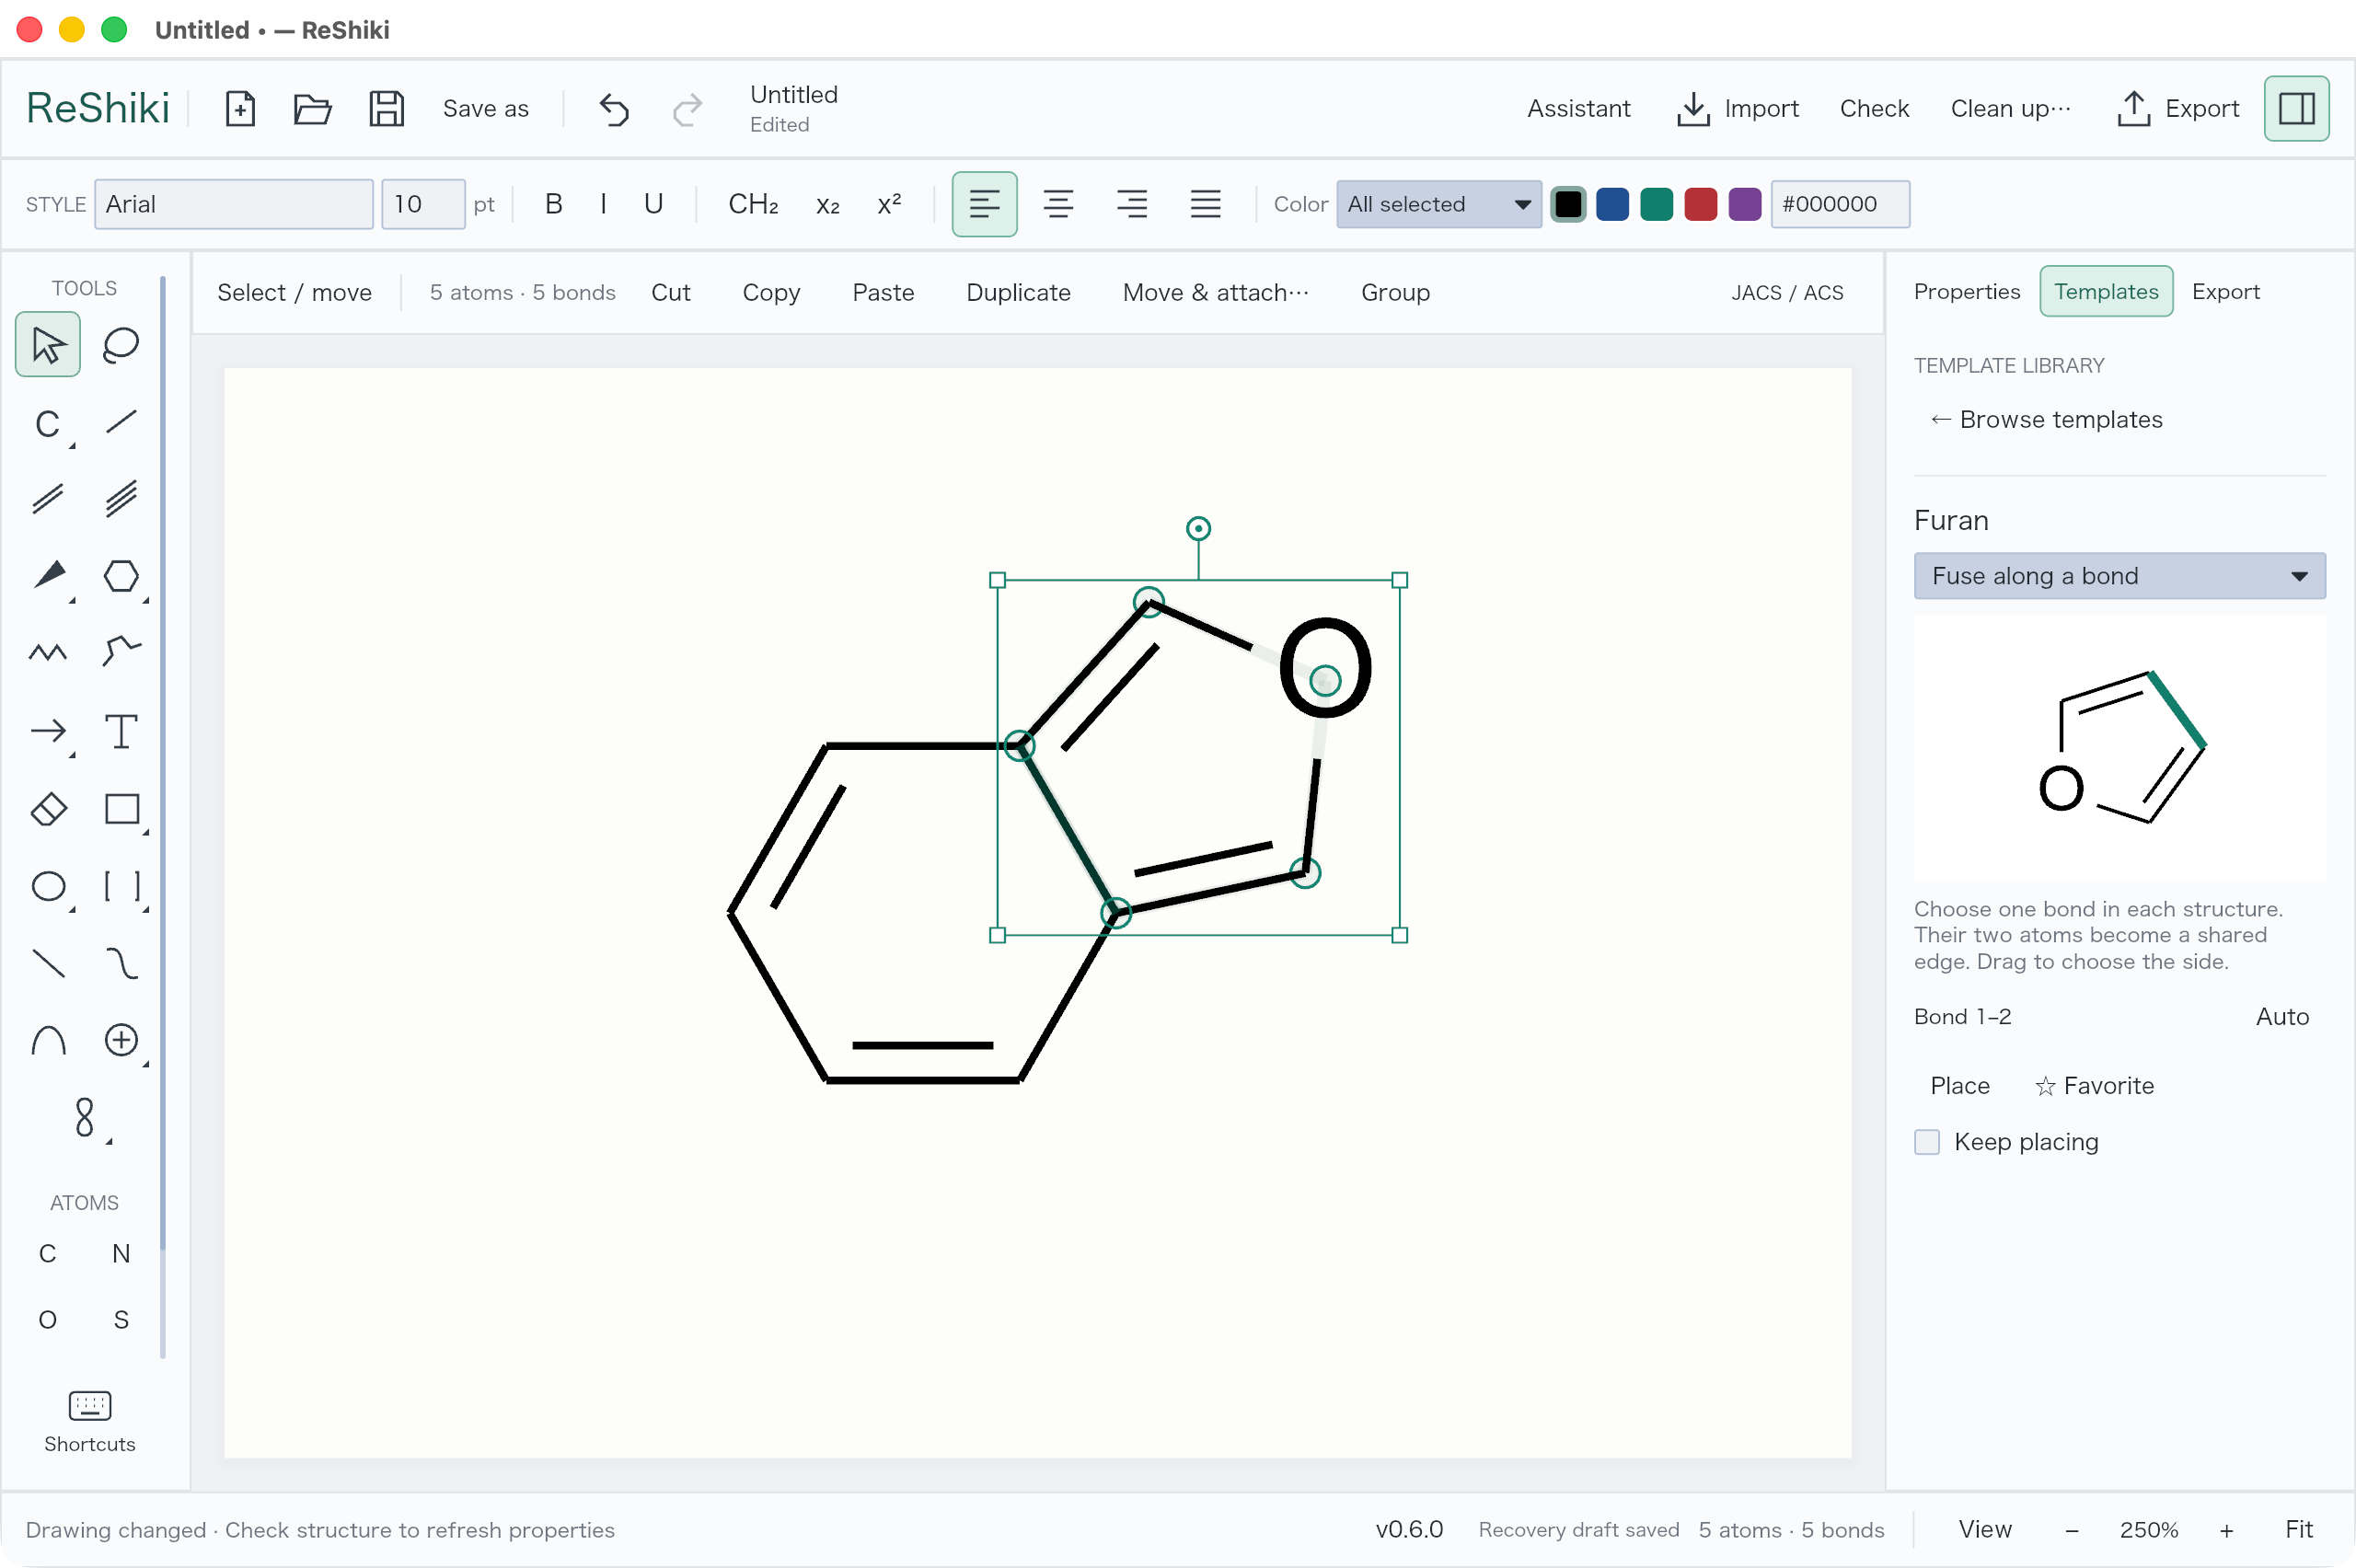 Untitled • — ReShiki
ReShiki
Save as
Untitled
Edited
Assistant
Import
Check
Clean up···
Export
STYLE
Arial
10
pt
B
I
U
CH₂
x₂
x²
Color
All selected
#000000
TOOLS
Select / move
5 atoms · 5 bonds
Cut
Copy
Paste
Duplicate
Move & attach···
Group
JACS / ACS
Properties
Templates
Export
C
T
[ ]
ATOMS
C N
O S
Shortcuts
O
TEMPLATE LIBRARY
← Browse templates
Furan
Fuse along a bond
O
Choose one bond in each structure.
Their two atoms become a shared
edge. Drag to choose the side.
Bond 1–2
Auto
Place
☆ Favorite
Keep placing
Drawing changed · Check structure to refresh properties
v0.6.0
Recovery draft saved
5 atoms · 5 bonds
View
− 250% +
Fit